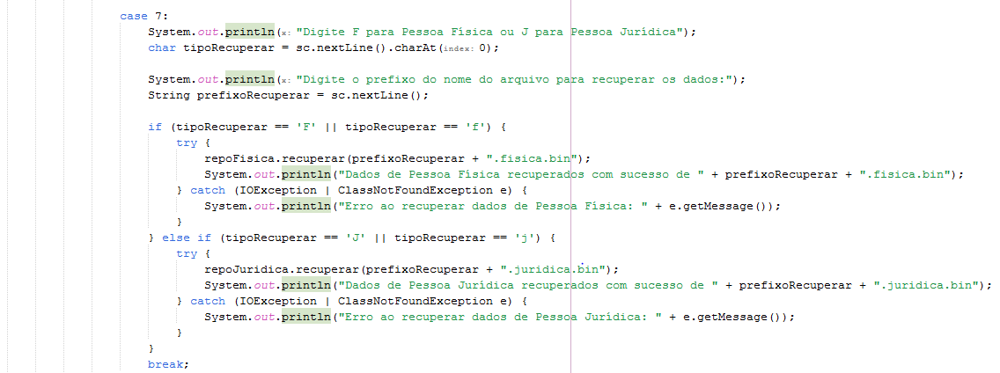 case 7:
System.out.println(x: "Digite F para Pessoa Física ou J para Pessoa Jurídica");
char tipoRecuperar = sc.nextLine().charAt(index: 0);
System.out.println(x: "Digite o prefixo do nome do arquivo para recuperar os dados:");
String prefixoRecuperar = sc.nextLine();
if (tipoRecuperar == 'F' || tipoRecuperar == 'f') {
try {
repoFisica.recuperar(prefixoRecuperar + ".fisica.bin");
System.out.println("Dados de Pessoa Física recuperados com sucesso de " + prefixoRecuperar + ".fisica.bin");
} catch (IOException | ClassNotFoundException e) {
System.out.println("Erro ao recuperar dados de Pessoa Física: " + e.getMessage());
}
} else if (tipoRecuperar == 'J' || tipoRecuperar == 'j') {
try {
repoJuridica.recuperar(prefixoRecuperar + ".juridica.bin");
System.out.println("Dados de Pessoa Jurídica recuperados com sucesso de " + prefixoRecuperar + ".juridica.bin");
} catch (IOException | ClassNotFoundException e) {
System.out.println("Erro ao recuperar dados de Pessoa Jurídica: " + e.getMessage());
}
}
break;